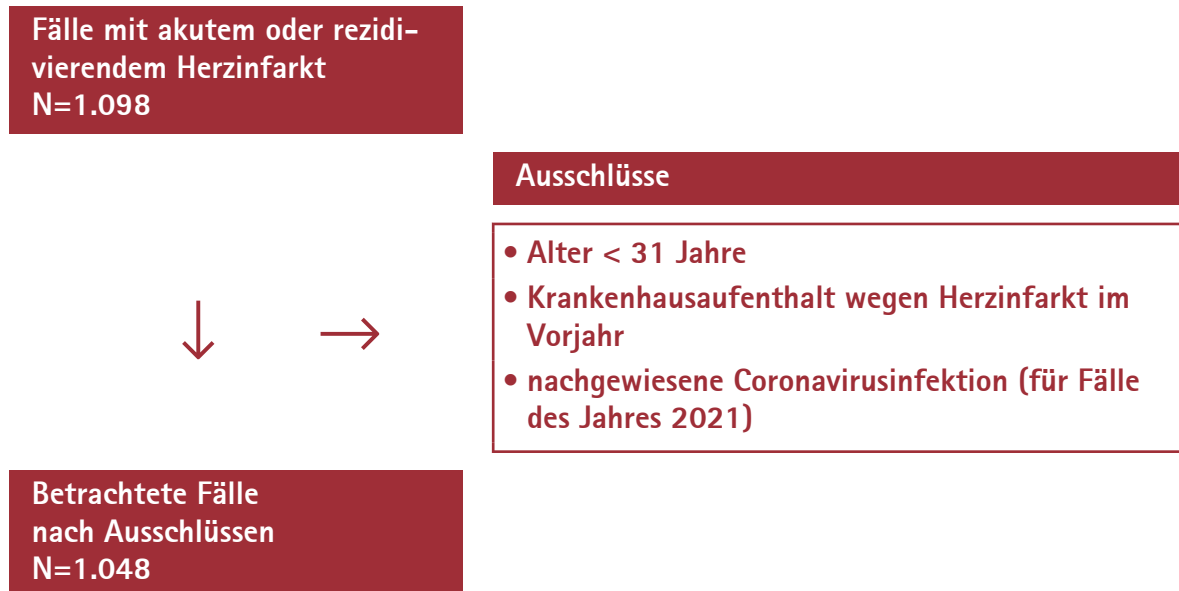 Fälle mit akutem oder rezidi-
vierendem Herzinfarkt
N=1.098
Ausschlüsse
• Alter < 31 Jahre
• Krankenhausaufenthalt wegen Herzinfarkt im
Vorjahr
• nachgewiesene Coronavirusinfektion (für Fälle
des Jahres 2021)
Betrachtete Fälle
nach Ausschlüssen
N=1.048